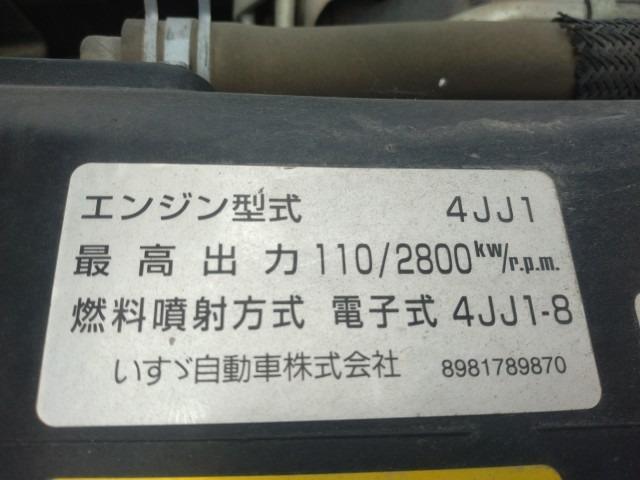 エンジン型式 4JJ1
最高出力 110/2800kw/r.p.m.
燃料噴射方式 電子式 4JJ1-8
いすゞ自動車株式会社 8981789870